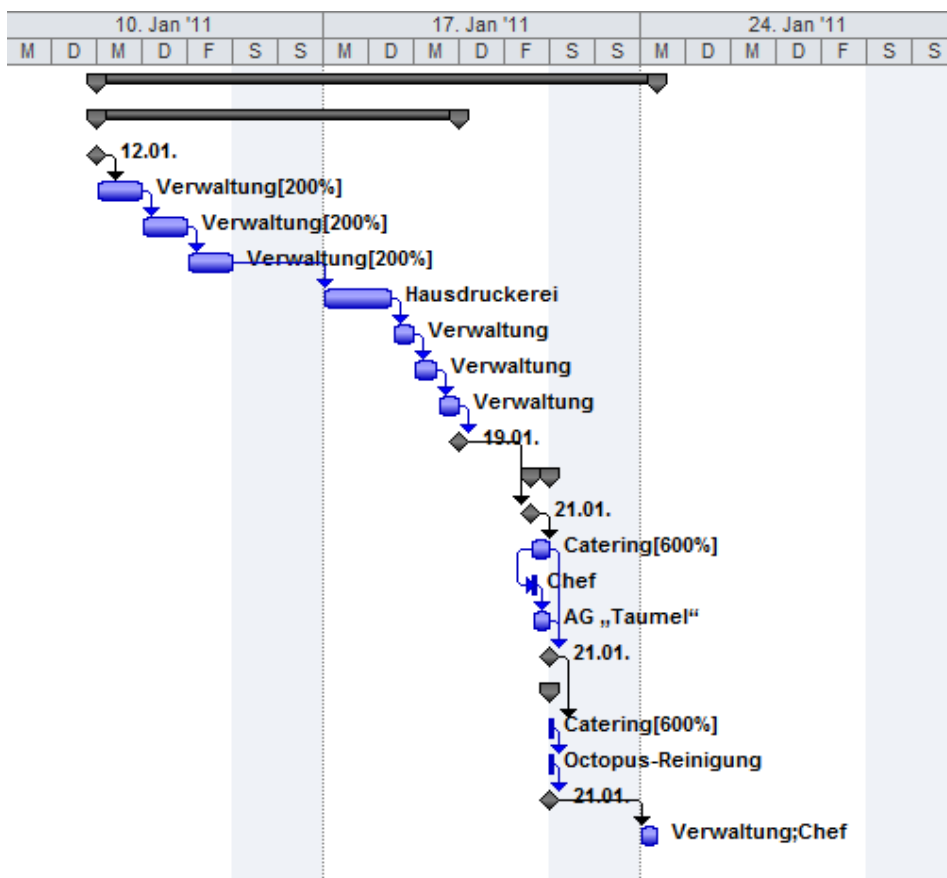 10. Jan '11 17. Jan '11 24. Jan '11
M D M D F S S M D M D F S S M D M D F S S
12.01.
Verwaltung[200%]
Verwaltung[200%]
Verwaltung[200%]
Hausdruckerei
Verwaltung
Verwaltung
Verwaltung
19.01.
21.01.
Catering[600%]
Chef
AG „Taumel“
21.01.
Catering[600%]
Octopus-Reinigung
21.01.
Verwaltung;Chef